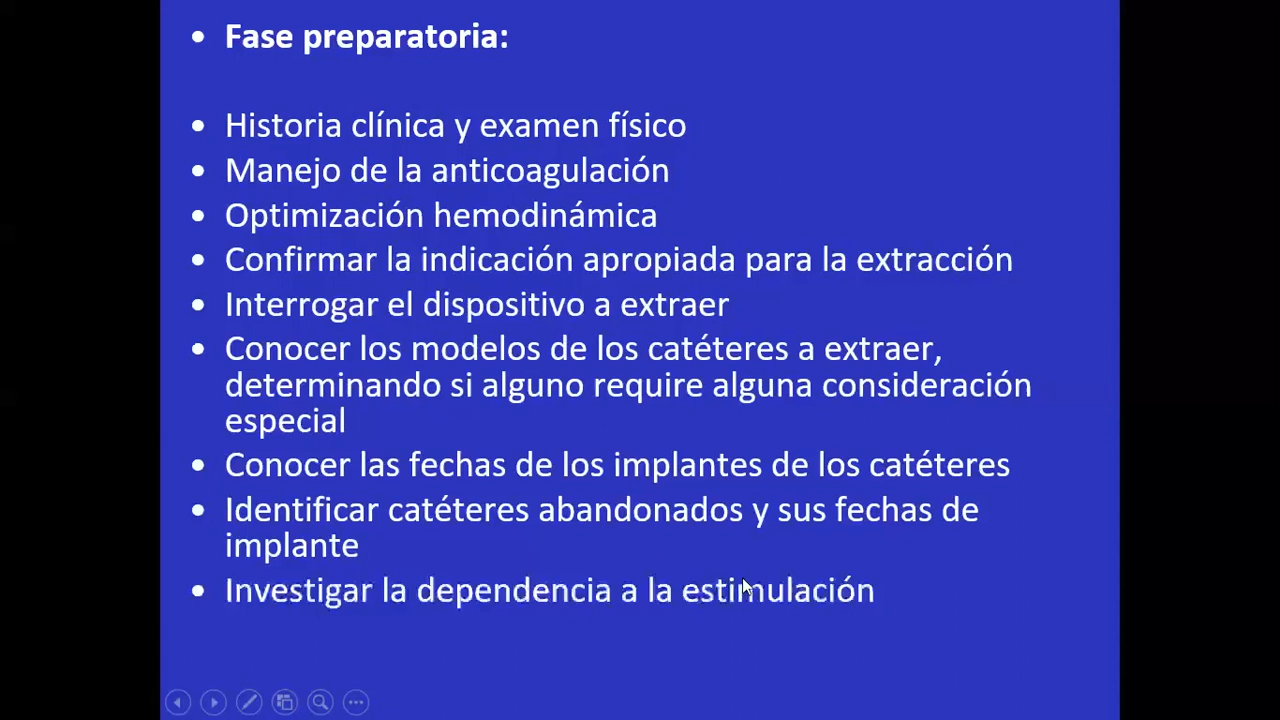 • Fase preparatoria:
• Historia clínica y examen físico
• Manejo de la anticoagulación
• Optimización hemodinámica
• Confirmar la indicación apropiada para la extracción
• Interrogar el dispositivo a extraer
• Conocer los modelos de los catéteres a extraer,
determinando si alguno require alguna consideración
especial
• Conocer las fechas de los implantes de los catéteres
• Identificar catéteres abandonados y sus fechas de
implante
• Investigar la dependencia a la estimulación